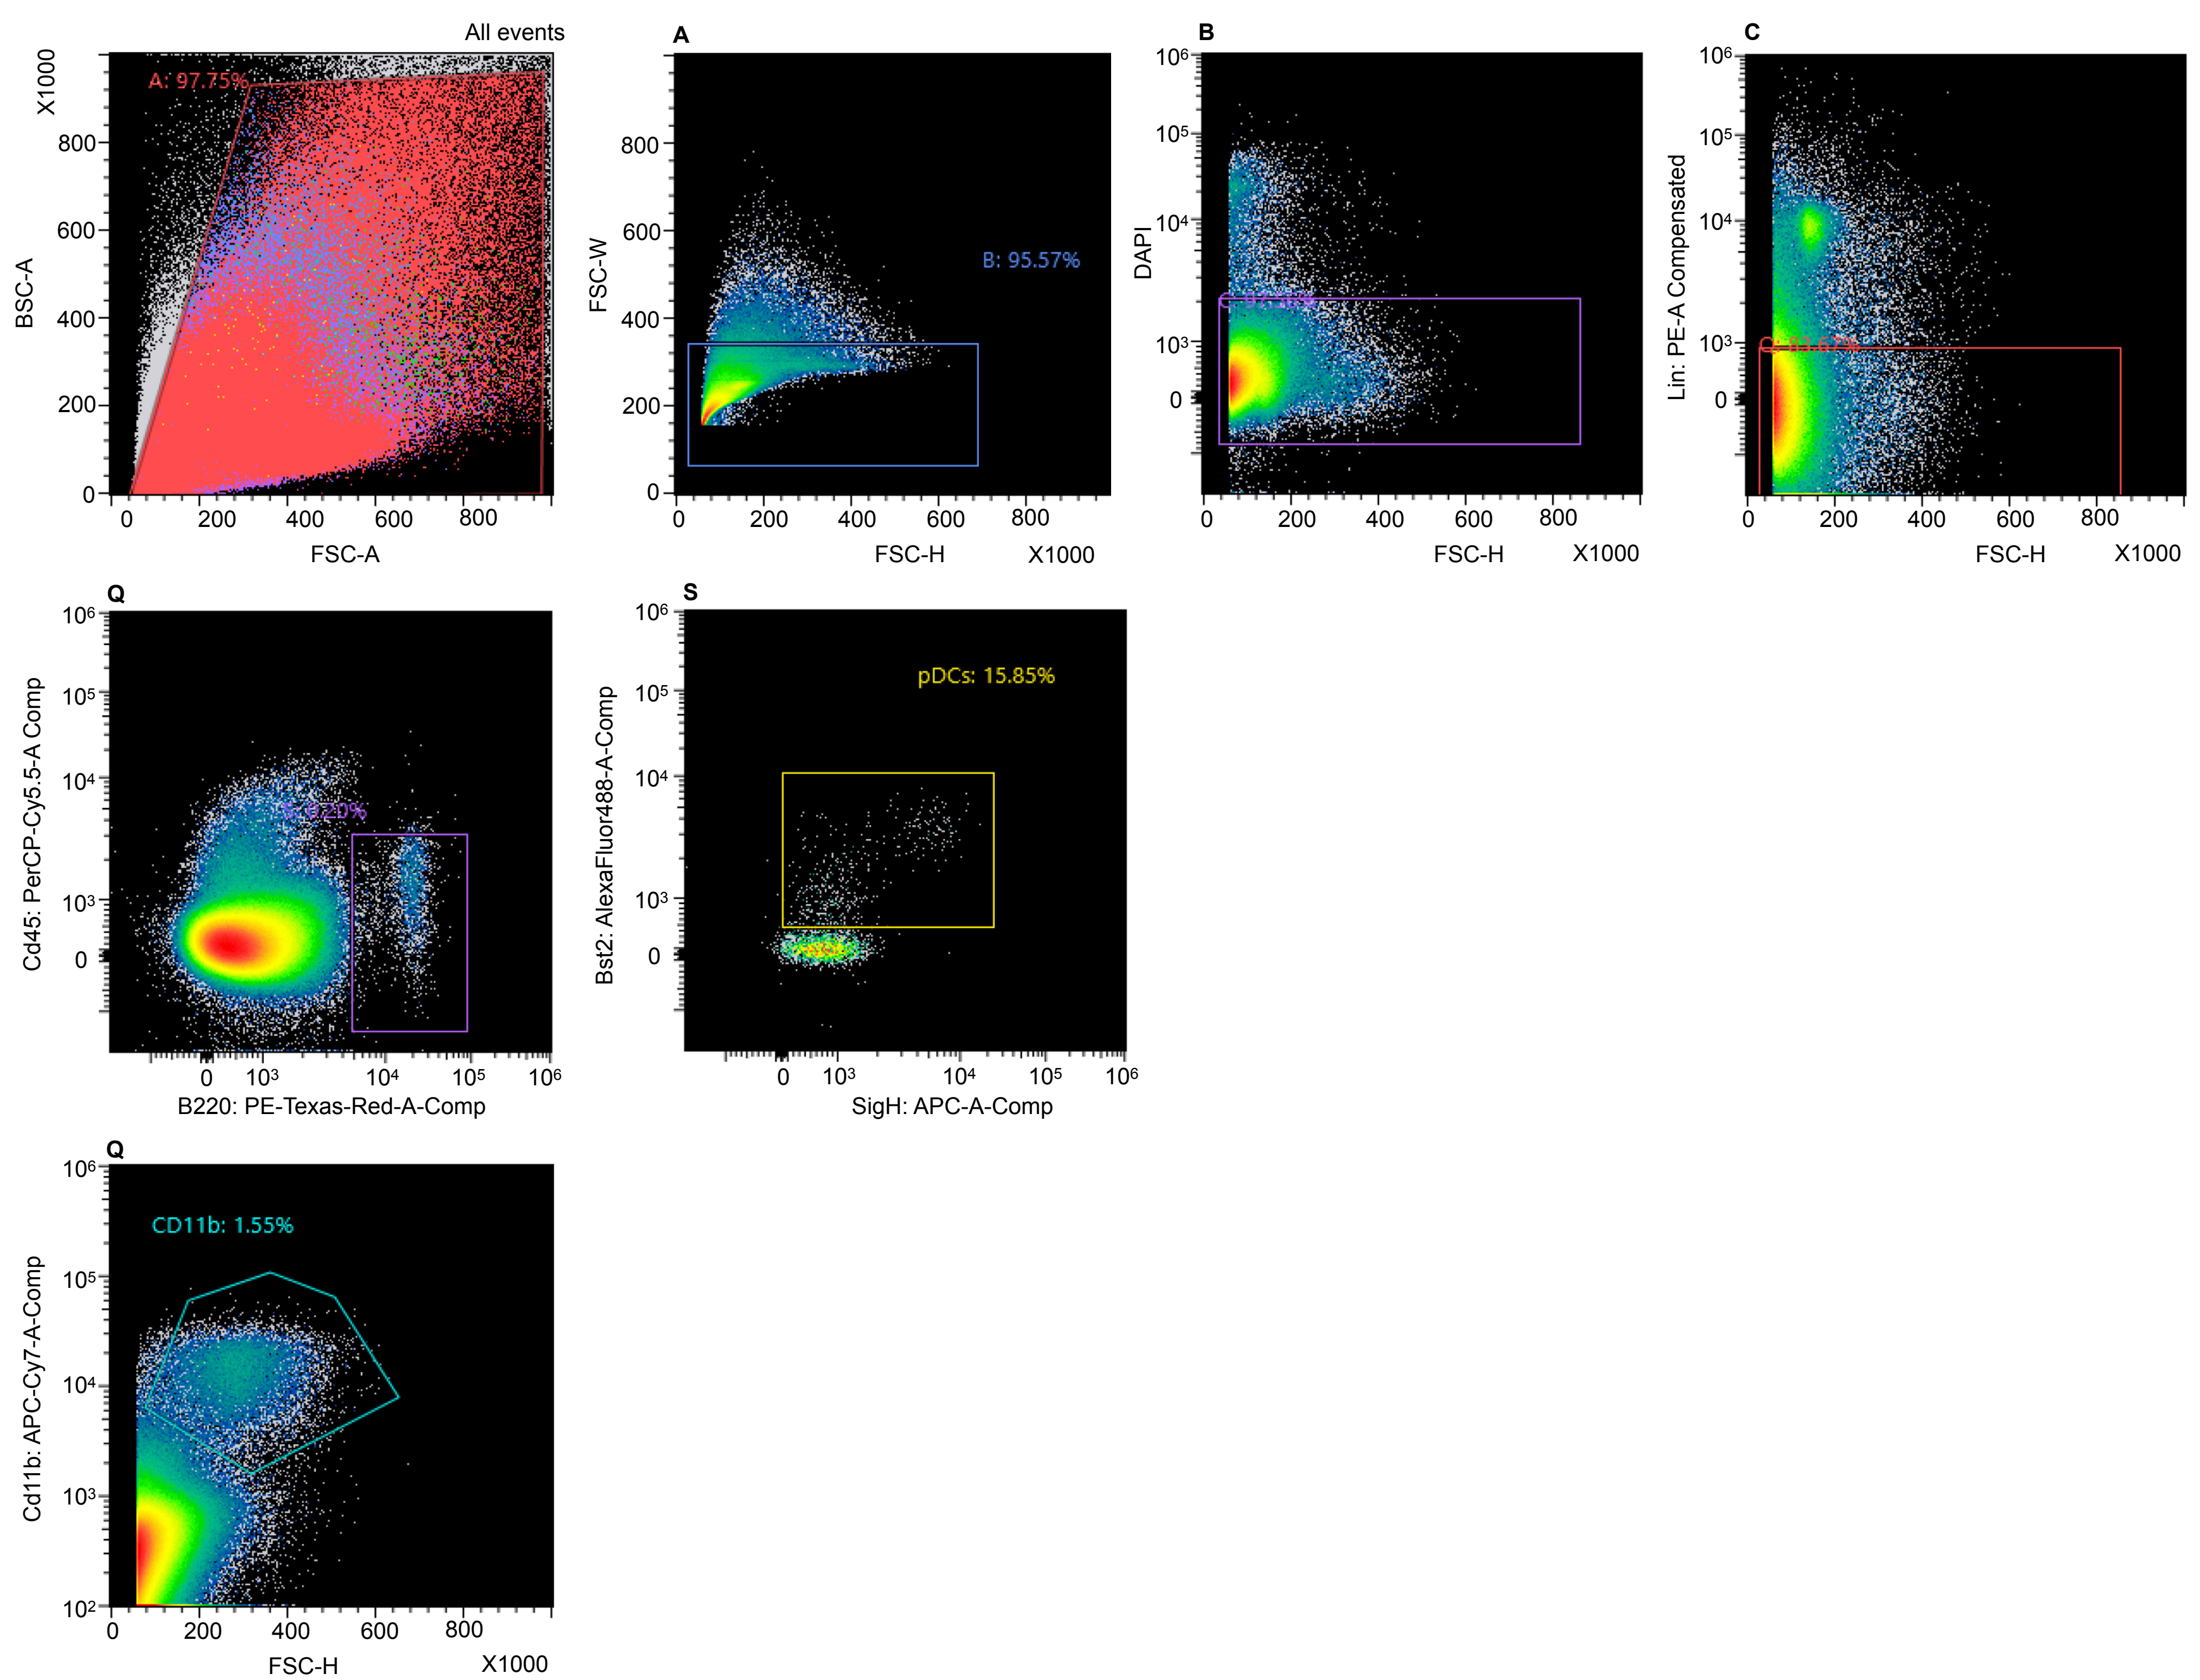 All events
A
B
C
X1000
A: 97.75%
800
600
400
200
0
BSC-A
0 200 400 600 800
FSC-A
800
600
400
200
0
FSC-W
B: 95.57%
0 200 400 600 800
FSC-H X1000
10⁶
10⁵
10⁴
10³
0
DAPI
0 200 400 600 800
FSC-H X1000
10⁶
10⁵
10⁴
10³
0
Lin: PE-A Compensated
0 200 400 600 800
FSC-H X1000
Q
10⁶
10⁵
10⁴
10³
0
Cd45: PerCP-Cy5.5-A Comp
0 10³ 10⁴ 10⁵ 10⁶
B220: PE-Texas-Red-A-Comp
S
10⁶
10⁵
10⁴
10³
0
Bst2: AlexaFluor488-A-Comp
pDCs: 15.85%
0 10³ 10⁴ 10⁵ 10⁶
SigH: APC-A-Comp
Q
10⁶
10⁵
10⁴
10³
10²
Cd11b: APC-Cy7-A-Comp
CD11b: 1.55%
0 200 400 600 800
FSC-H X1000